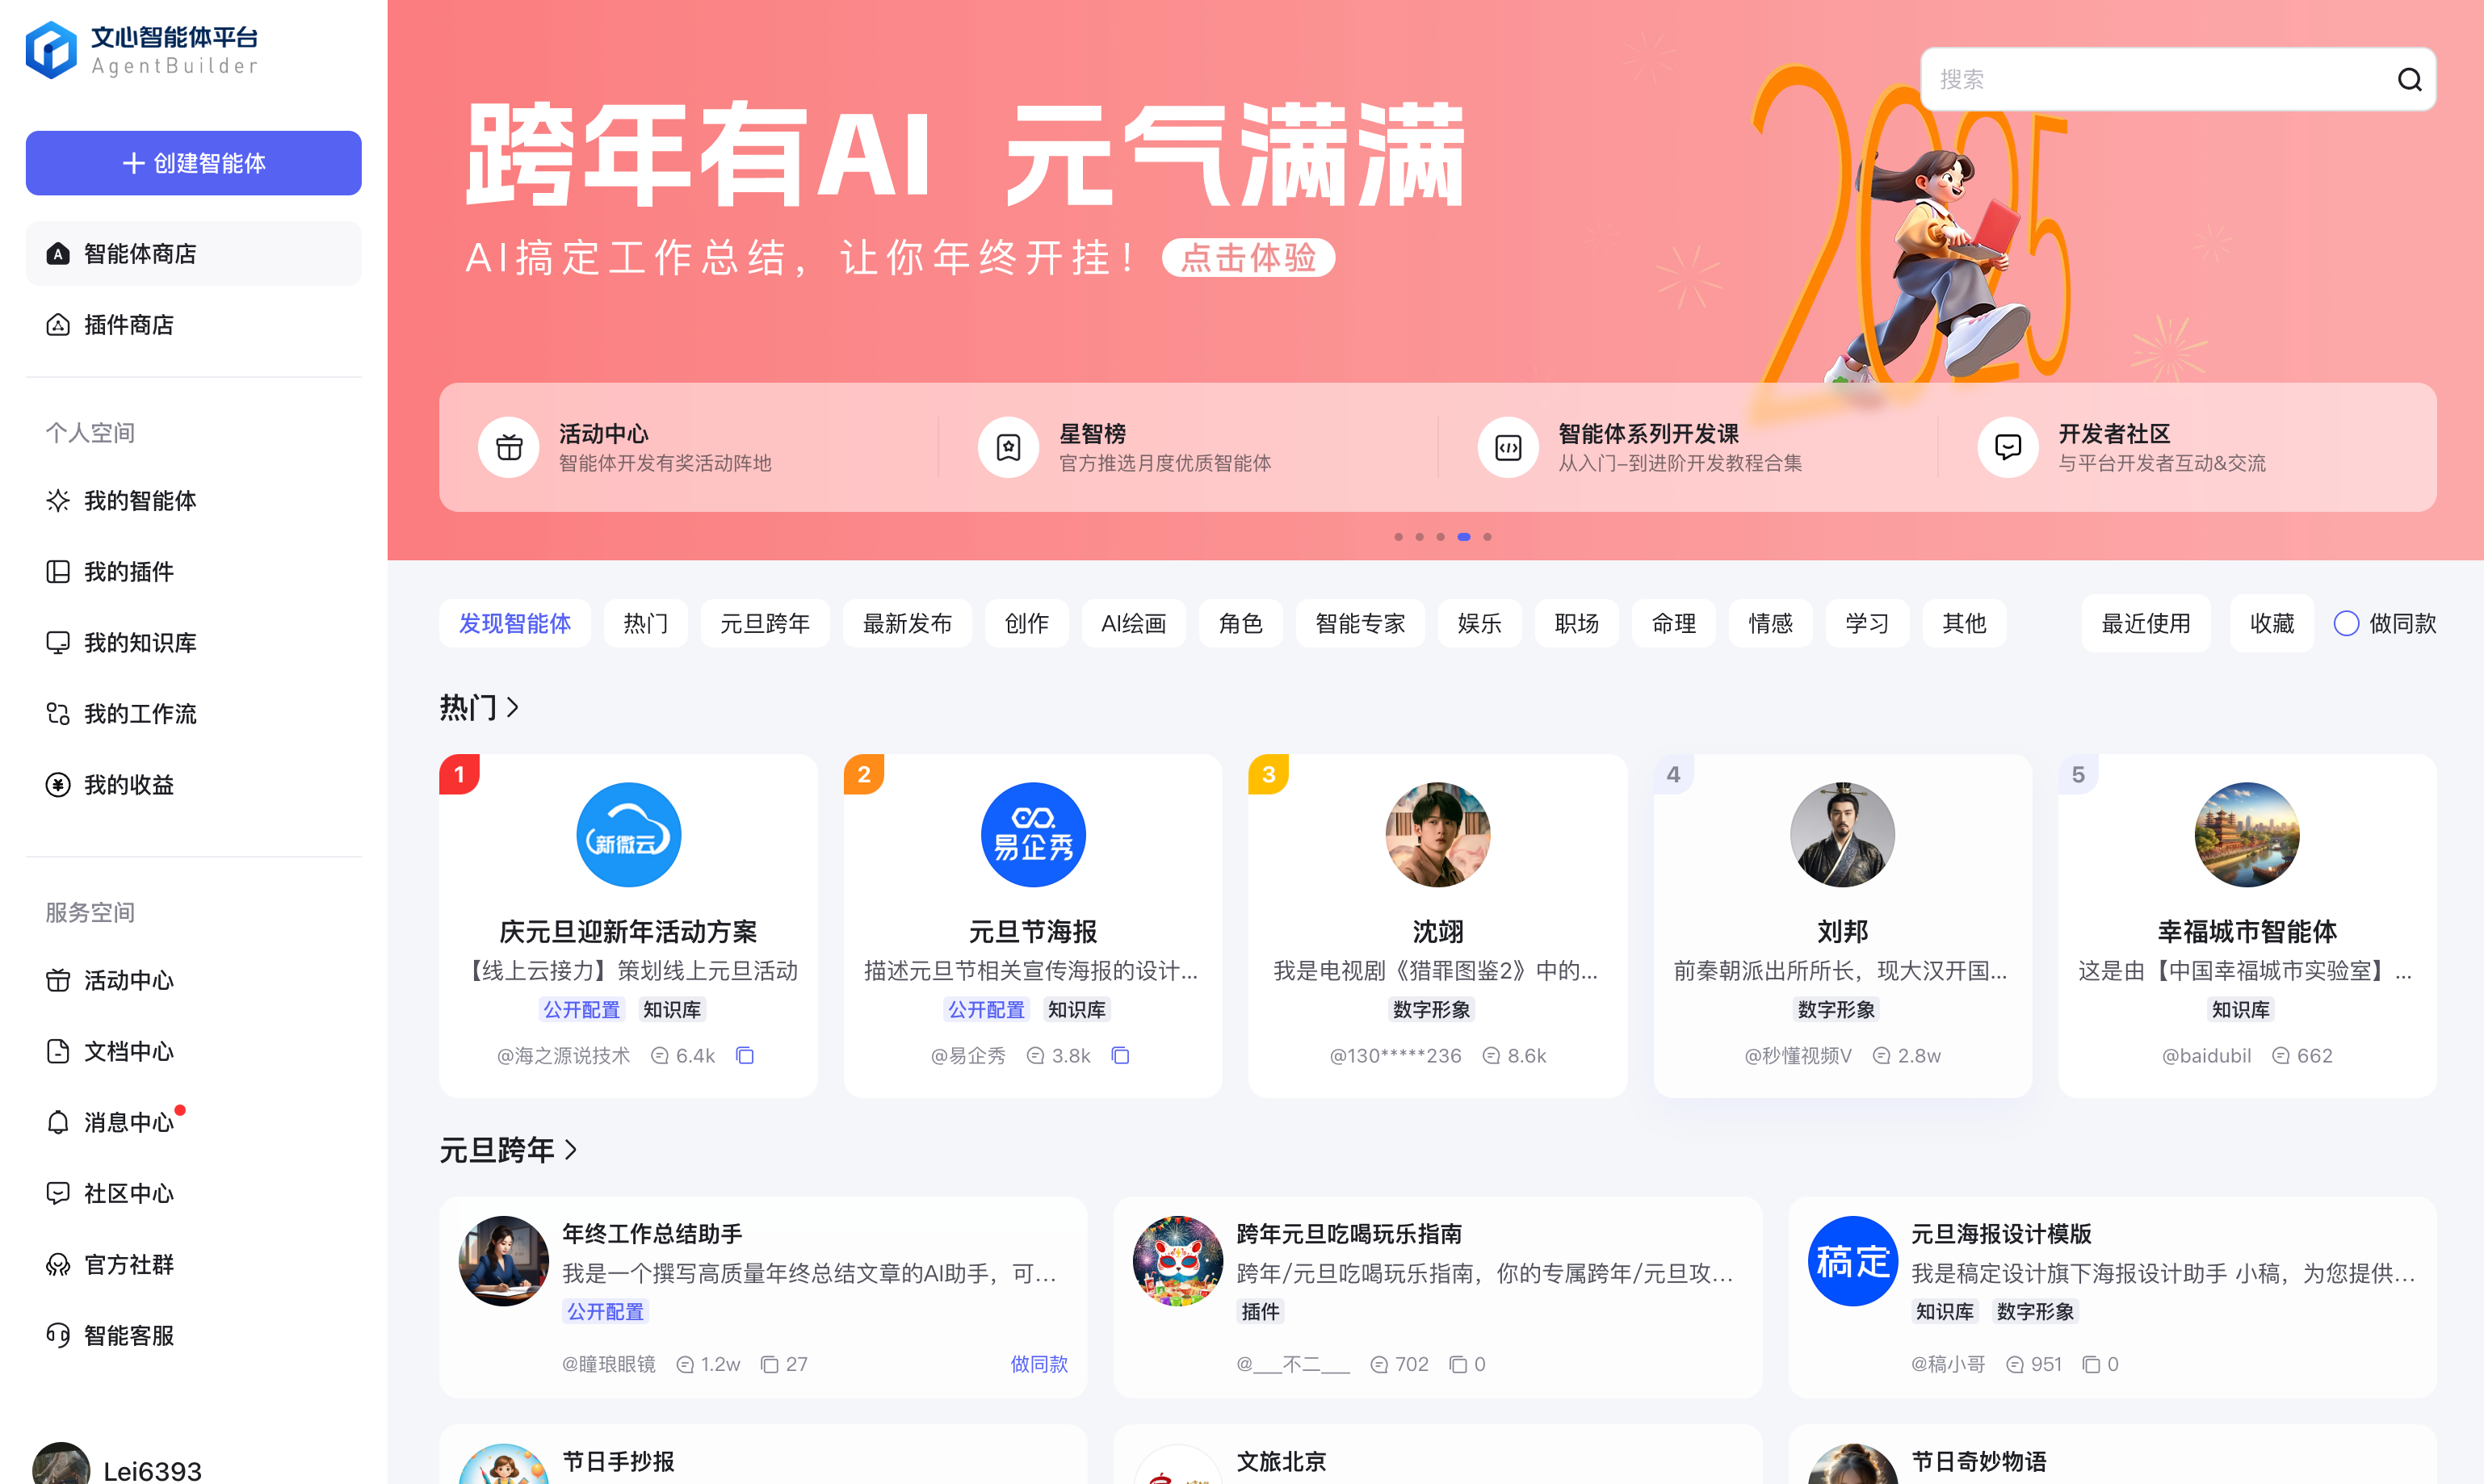 文心智能体平台
AgentBuilder
创建智能体
智能体商店
插件商店
个人空间
我的智能体
我的插件
我的知识库
我的工作流
我的收益
服务空间
活动中心
文档中心
消息中心
社区中心
官方社群
智能客服
Lei6393
搜索
跨年有AI 元气满满
AI搞定工作总结，让你年终开挂！ 点击体验
2025
活动中心
智能体开发有奖活动阵地
星智榜
官方推选月度优质智能体
智能体系列开发课
从入门-到进阶开发教程合集
开发者社区
与平台开发者互动&交流
发现智能体 热门 元旦跨年 最新发布 创作 AI绘画 角色 智能专家 娱乐 职场 命理 情感 学习 其他 最近使用 收藏 做同款
热门
1
新微云
庆元旦迎新年活动方案
【线上云接力】策划线上元旦活动
公开配置 知识库
@海之源说技术 6.4k
2
易企秀
元旦节海报
描述元旦节相关宣传海报的设计...
公开配置 知识库
@易企秀 3.8k
3
沈翊
我是电视剧《猎罪图鉴2》中的...
数字形象
@130*****236 8.6k
4
刘邦
前秦朝派出所所长，现大汉开国...
数字形象
@秒懂视频V 2.8w
5
幸福城市智能体
这是由【中国幸福城市实验室】...
知识库
@baidubil 662
元旦跨年
年终工作总结助手
我是一个撰写高质量年终总结文章的AI助手，可...
公开配置
@瞳琅眼镜 1.2w 27 做同款
跨年元旦吃喝玩乐指南
跨年/元旦吃喝玩乐指南，你的专属跨年/元旦攻...
插件
@___不二___ 702 0
稿定
元旦海报设计模版
我是稿定设计旗下海报设计助手 小稿，为您提供...
知识库 数字形象
@稿小哥 951 0
节日手抄报
文旅北京
节日奇妙物语